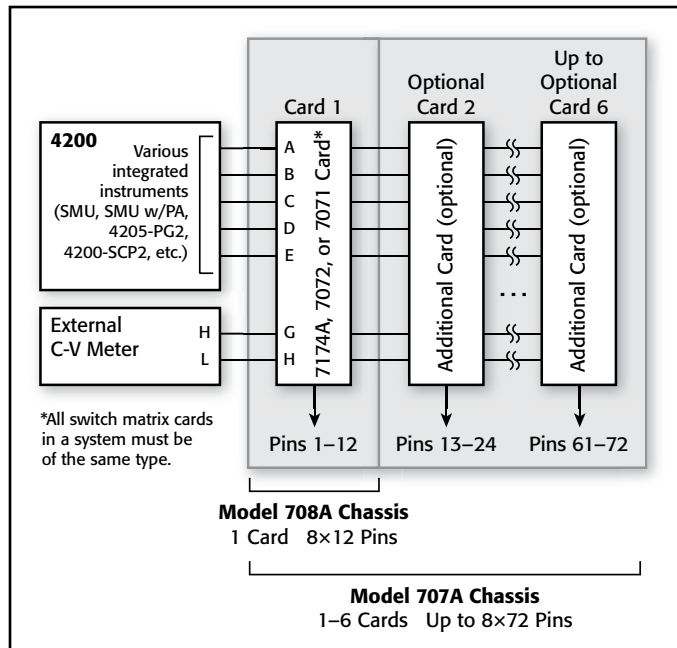 Card 1
Optional
Card 2
Up to
Optional
Card 6
4200
Various
integrated
instruments
(SMU, SMU w/PA,
4205-PG2,
4200-SCP2, etc.)
A
B
C
D
E
G
H
7174A, 7072, or 7071 Card*
Additional Card (optional)
...
Additional Card (optional)
External
C-V Meter
H
L
*All switch matrix cards
in a system must be
of the same type.
Pins 1–12
Pins 13–24
Pins 61–72
Model 708A Chassis
1 Card 8×12 Pins
Model 707A Chassis
1–6 Cards Up to 8×72 Pins